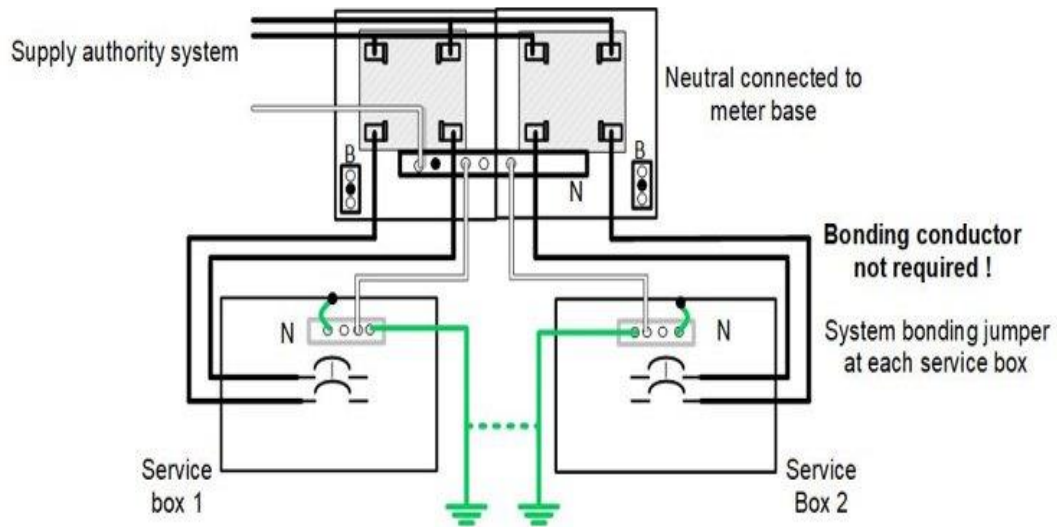 Supply authority system
Neutral connected to
meter base
B
B
N
Bonding conductor
not required !
N
N
System bonding jumper
at each service box
Service
box 1
Service
Box 2